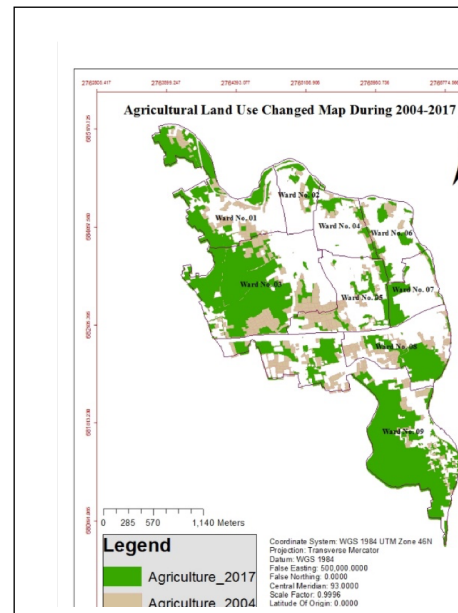 Agricultural Land Use Changed Map During 2004-2017
Ward No. 02
Ward No. 01
Ward No. 04
Ward No. 06
Ward No. 03
Ward No. 07
Ward No. 05
Ward No. 08
Ward No. 09
0 285 570 1,140 Meters
Legend
Agriculture_2017
Agriculture_2004
Coordinate System: WGS 1984 UTM Zone 46N
Projection: Transverse Mercator
Datum: WGS 1984
False Easting: 500,000.0000
False Northing: 0.0000
Central Meridian: 93.0000
Scale Factor: 0.9996
Latitude Of Origin: 0.0000